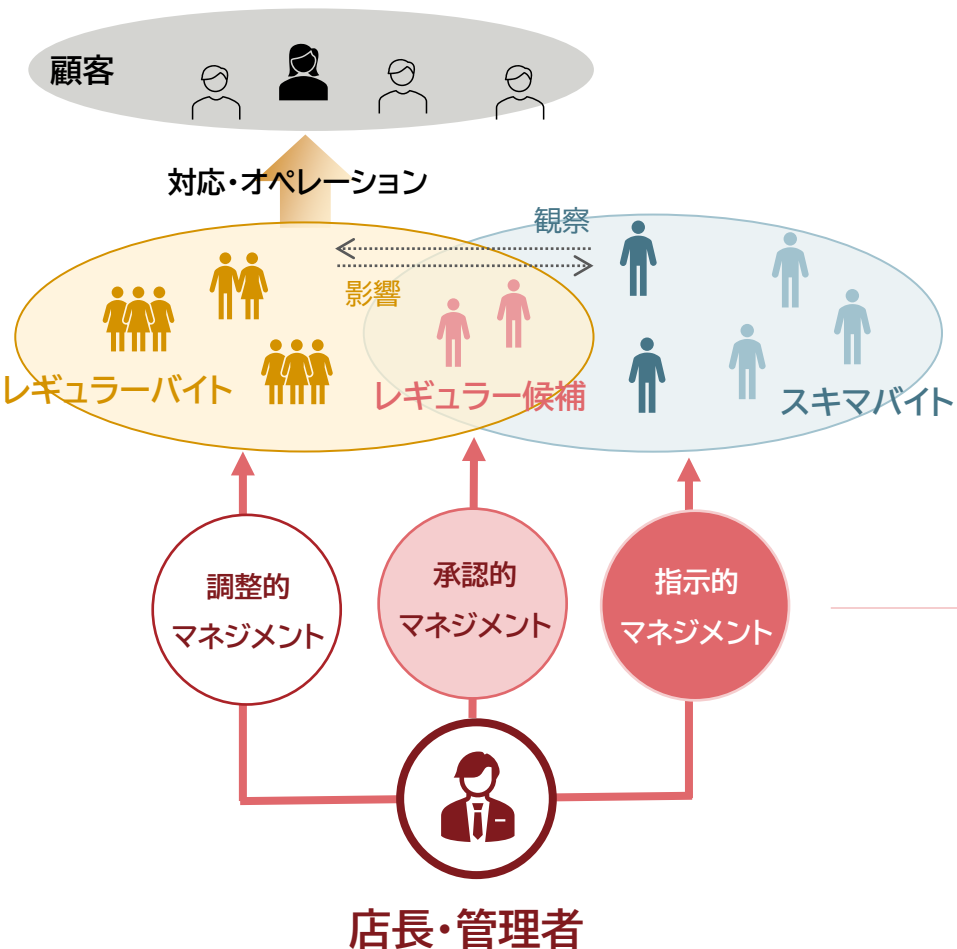 顧客
対応・オペレーション
観察
影響
レギュラーバイト
レギュラー候補
スキマバイト
調整的
マネジメント
承認的
マネジメント
指示的
マネジメント
店長・管理者